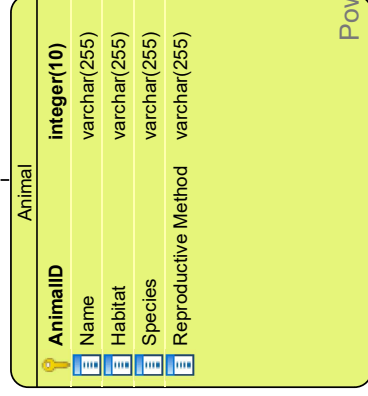 Animal
AnimalID integer(10)
Name varchar(255)
Habitat varchar(255)
Species varchar(255)
Reproductive Method varchar(255)
Pow